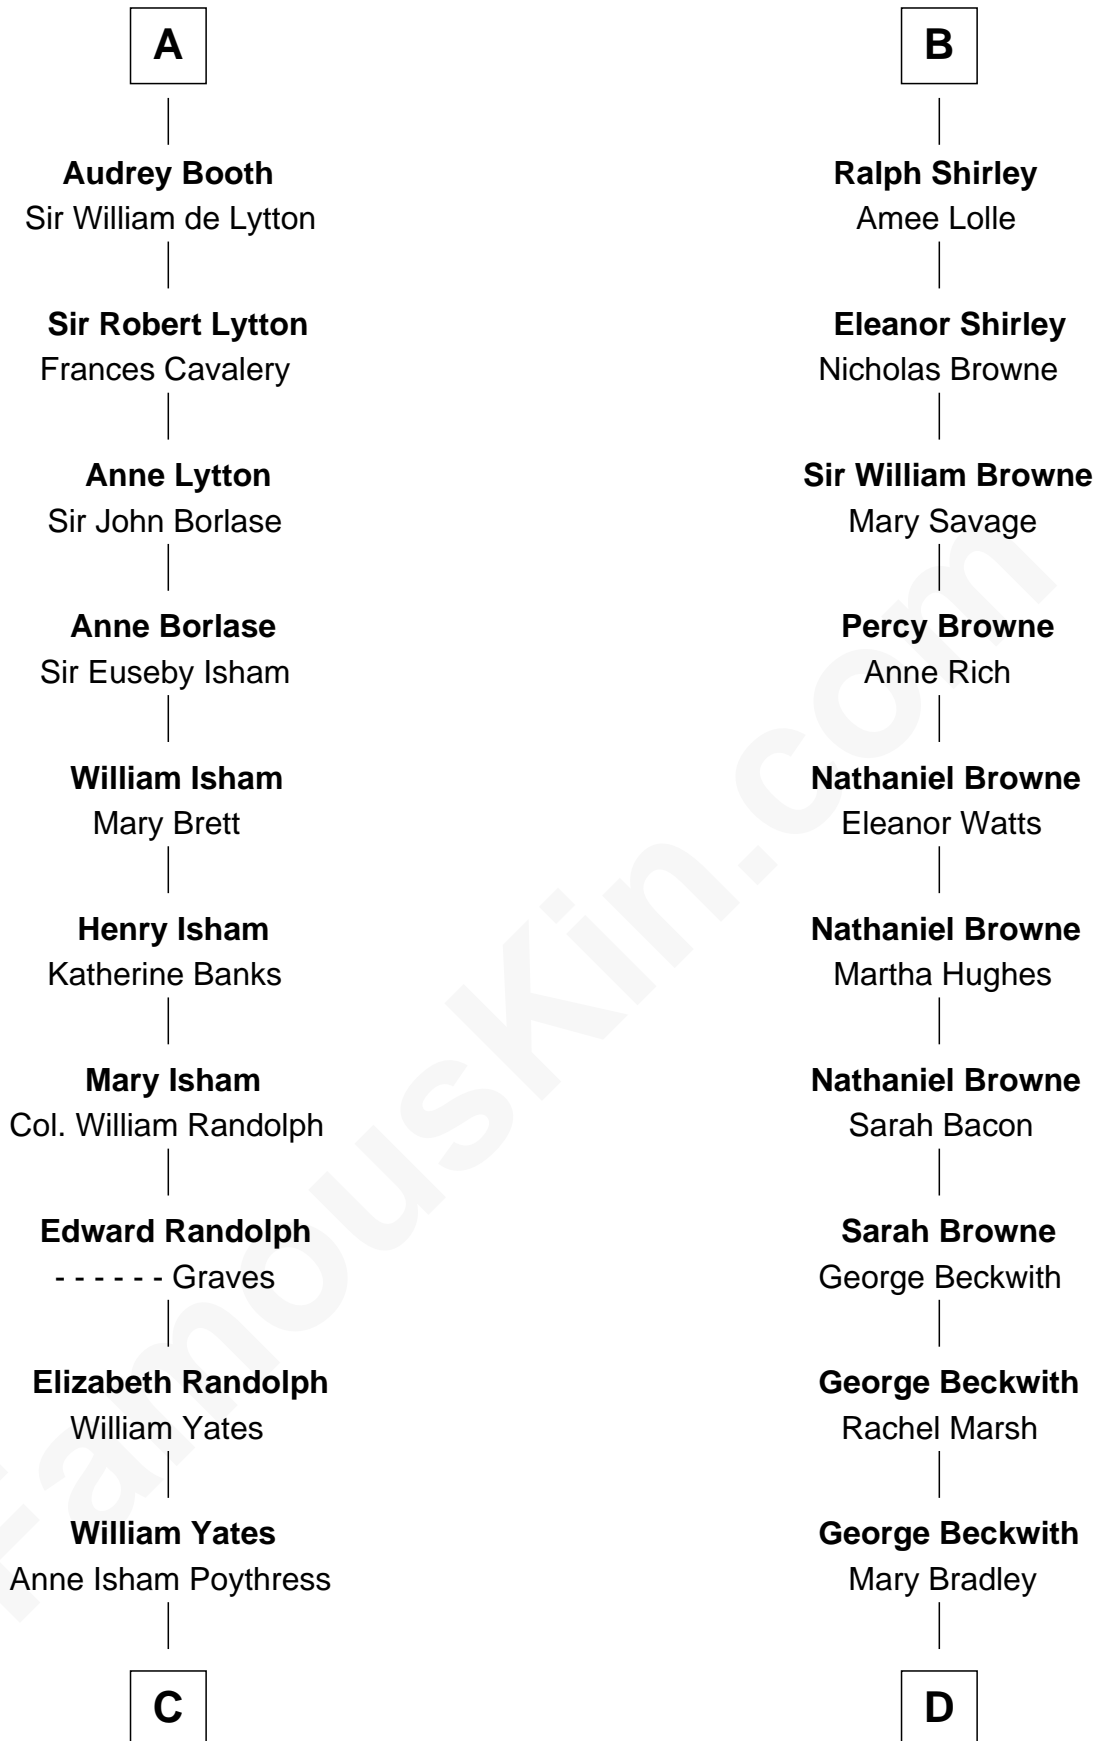 A
Audrey Booth
Sir William de Lytton
Sir Robert Lytton
Frances Cavalery
Anne Lytton
Sir John Borlase
Anne Borlase
Sir Euseby Isham
William Isham
Mary Brett
Henry Isham
Katherine Banks
Mary Isham
Col. William Randolph
Edward Randolph
- - - - - - Graves
Elizabeth Randolph
William Yates
William Yates
Anne Isham Poythress
C
B
Ralph Shirley
Amee Lolle
Eleanor Shirley
Nicholas Browne
Sir William Browne
Mary Savage
Percy Browne
Anne Rich
Nathaniel Browne
Eleanor Watts
Nathaniel Browne
Martha Hughes
Nathaniel Browne
Sarah Bacon
Sarah Browne
George Beckwith
George Beckwith
Rachel Marsh
George Beckwith
Mary Bradley
D
FamousKin.com